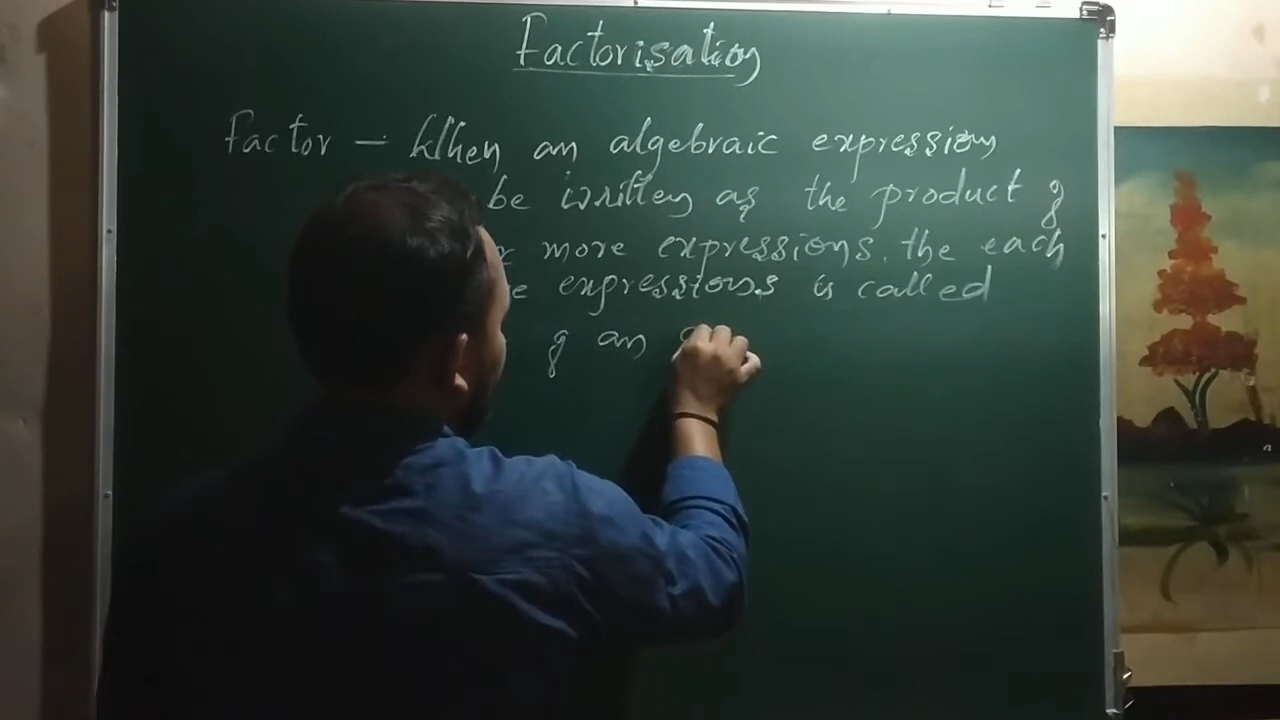 Factorisation
Factor - When an algebraic expression
be written as the product of
more expressions. the each
expressions is called
of an